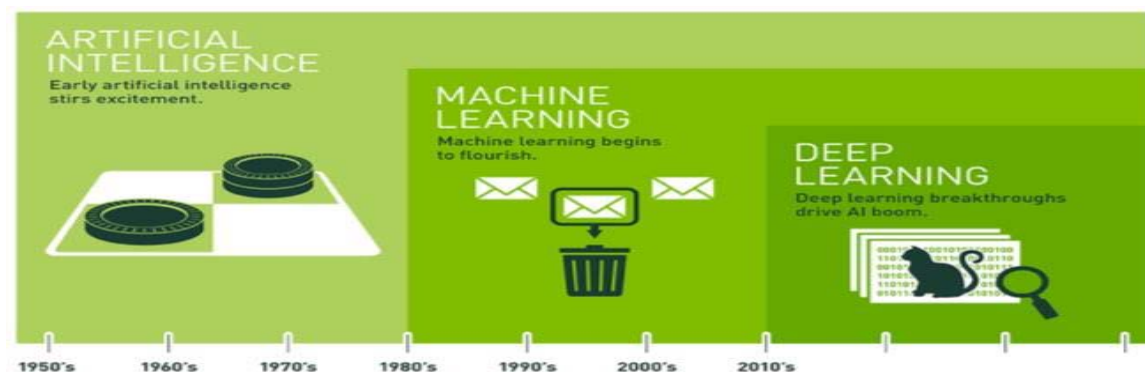 ARTIFICIAL
INTELLIGENCE
Early artificial intelligence
stirs excitement.
MACHINE
LEARNING
Machine learning begins
to flourish.
DEEP
LEARNING
Deep learning breakthroughs
drive AI boom.
1950's 1960's 1970's 1980's 1990's 2000's 2010's